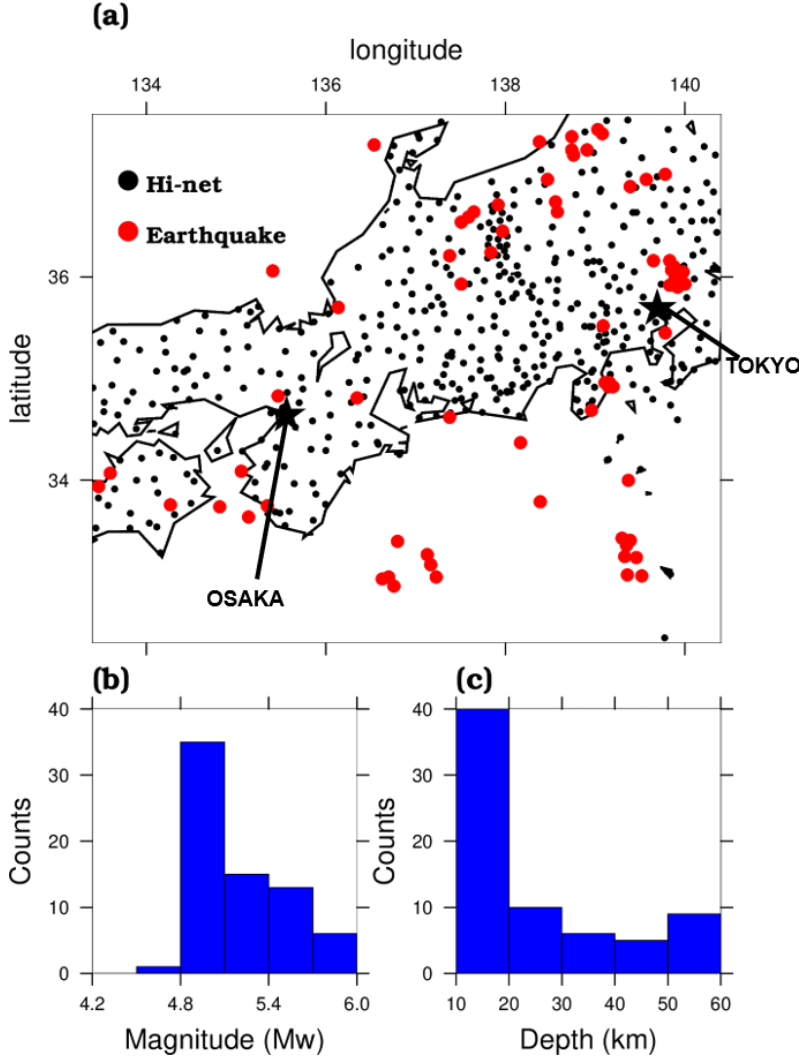 (a)
longitude
134 136 138 140
Hi-net
Earthquake
36
34
latitude
TOKYO
OSAKA
(b)
40
30
20
10
0
Counts
4.2 4.8 5.4 6.0
Magnitude (Mw)
(c)
40
30
20
10
0
Counts
10 20 30 40 50 60
Depth (km)